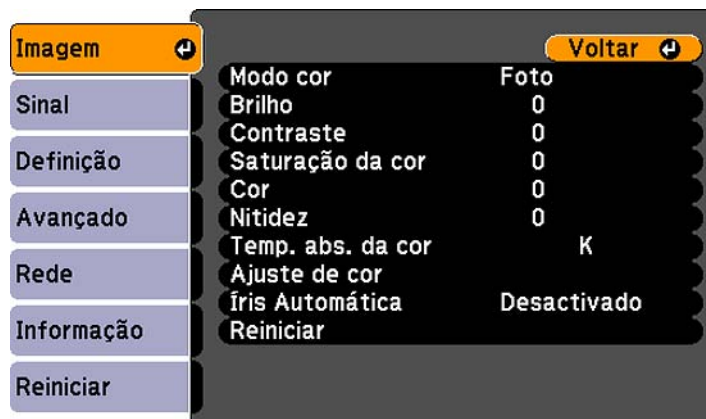 Imagem
Sinal
Definição
Avançado
Rede
Informação
Reiniciar
Voltar
Modo cor Foto
Brilho 0
Contraste 0
Saturação da cor 0
Cor 0
Nitidez 0
Temp. abs. da cor K
Ajuste de cor
Íris Automática Desactivado
Reiniciar